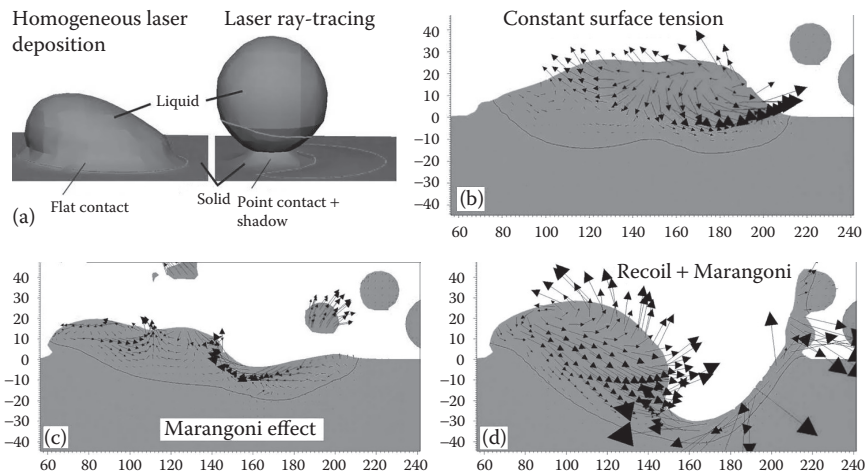 Homogeneous laser
deposition
Laser ray-tracing
Liquid
Solid
Flat contact
Point contact +
shadow
(a)
Constant surface tension
40
30
20
10
0
−10
−20
−30
−40
(b)
60 80 100 120 140 160 180 200 220 240
40
30
20
10
0
−10
−20
−30
−40
(c)
Marangoni effect
60 80 100 120 140 160 180 200 220 240
Recoil + Marangoni
40
30
20
10
0
−10
−20
−30
−40
(d)
60 80 100 120 140 160 180 200 220 240